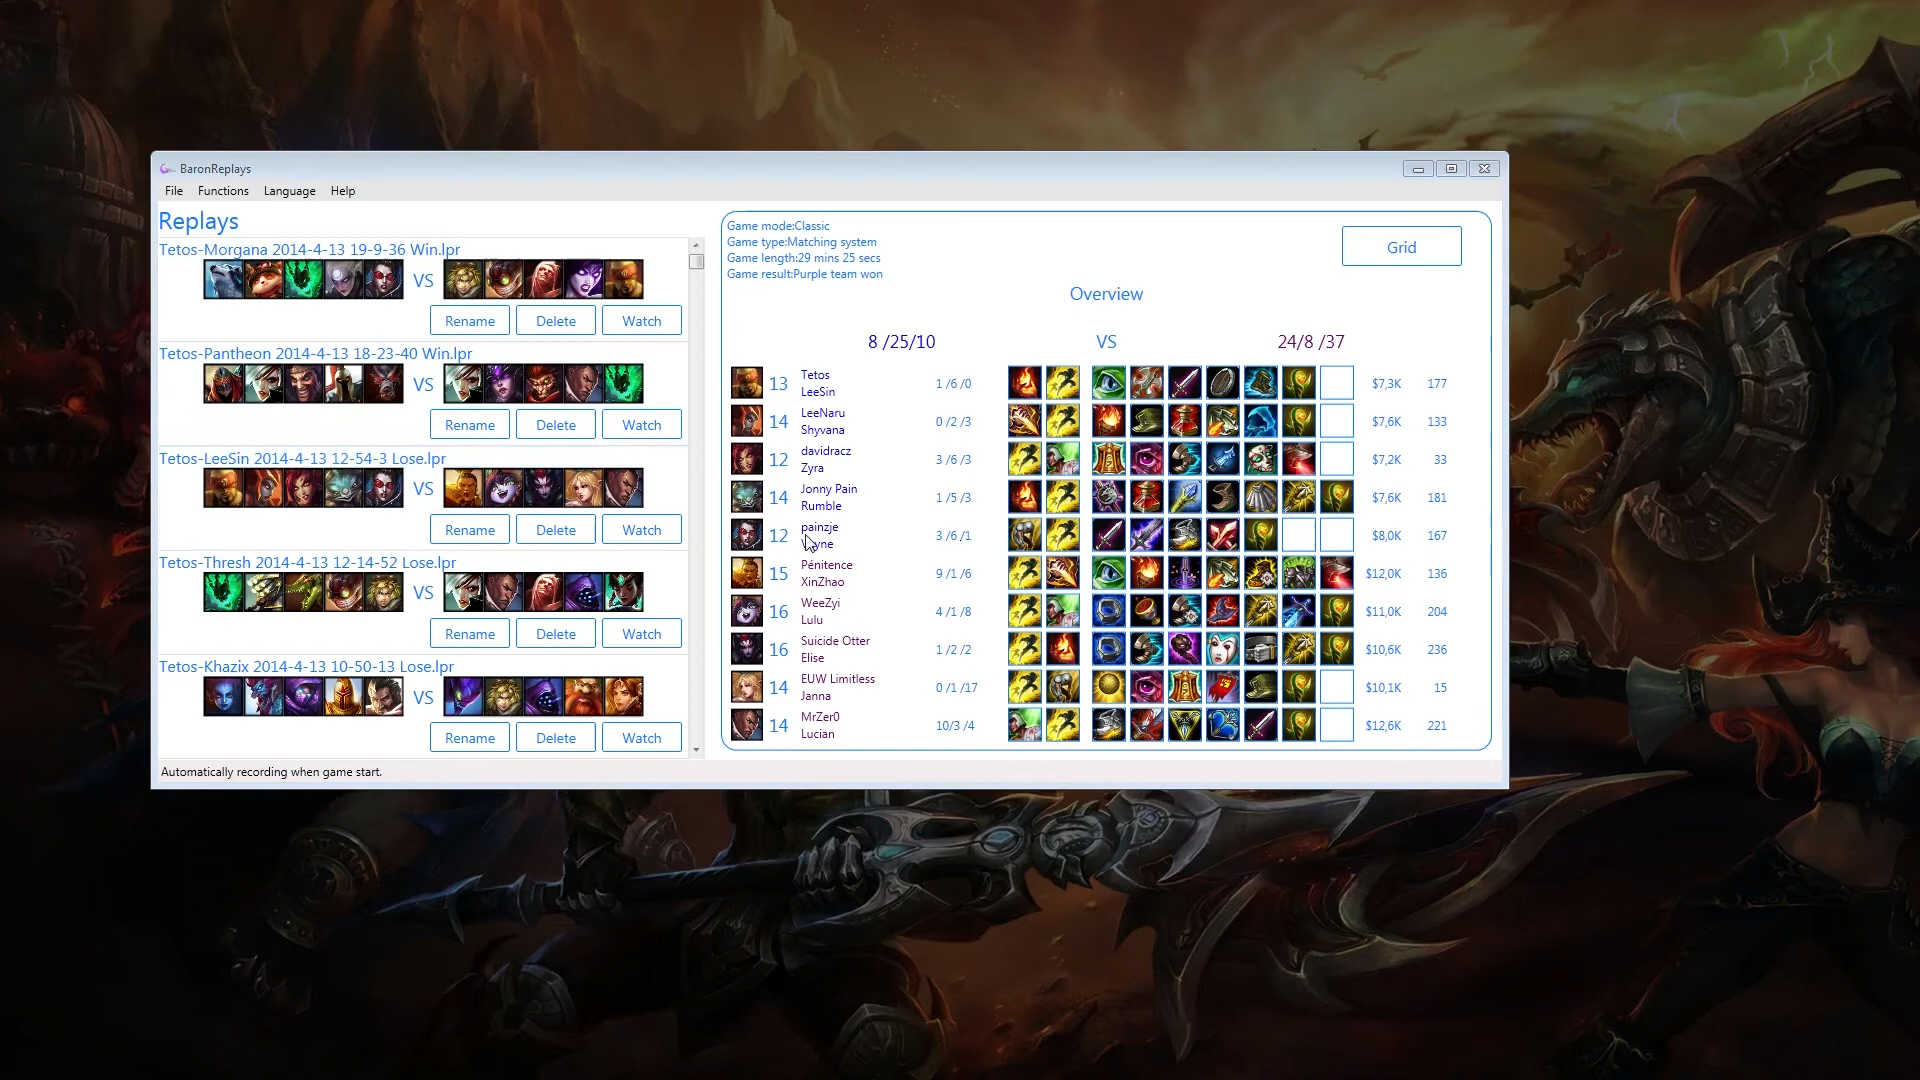 BaronReplays
File Functions Language Help
Replays
Tetos-Morgana 2014-4-13 19-9-36 Win.lpr
VS
Rename Delete Watch
Tetos-Pantheon 2014-4-13 18-23-40 Win.lpr
VS
Rename Delete Watch
Tetos-LeeSin 2014-4-13 12-54-3 Lose.lpr
VS
Rename Delete Watch
Tetos-Thresh 2014-4-13 12-14-52 Lose.lpr
VS
Rename Delete Watch
Tetos-Khazix 2014-4-13 10-50-13 Lose.lpr
VS
Rename Delete Watch
Game mode:Classic
Game type:Matching system
Game length:29 mins 25 secs
Game result:Purple team won
Grid
Overview
8 /25/10 VS 24/8 /37
13 Tetos LeeSin 1 /6 /0 $7,3K 177
14 LeeNaru Shyvana 0 /2 /3 $7,6K 133
12 davidracz Zyra 3 /6 /3 $7,2K 33
14 Jonny Pain Rumble 1 /5 /3 $7,6K 181
12 painzje 3 /6 /1 $8,0K 167
15 Pénitence XinZhao 9 /1 /6 $12,0K 136
16 WeeZyi Lulu 4 /1 /8 $11,0K 204
16 Suicide Otter Elise 1 /2 /2 $10,6K 236
14 EUW Limitless Janna 0 /1 /17 $10,1K 15
14 MrZer0 Lucian 10/3 /4 $12,6K 221
Automatically recording when game start.